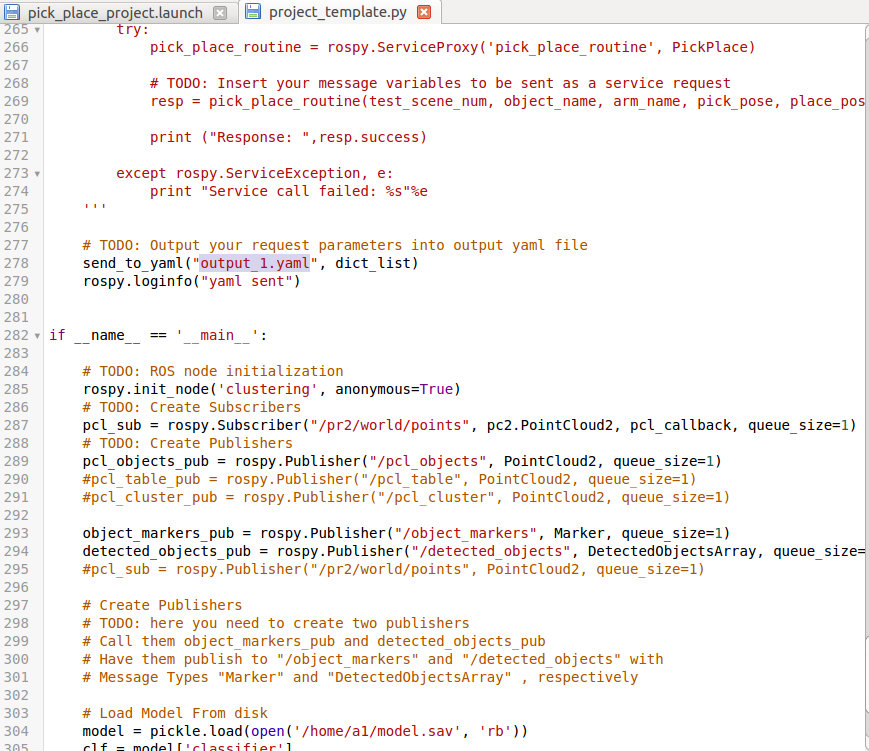 pick_place_project.launch project_template.py
265 try:
266 pick_place_routine = rospy.ServiceProxy('pick_place_routine', PickPlace)
267
268 # TODO: Insert your message variables to be sent as a service request
269 resp = pick_place_routine(test_scene_num, object_name, arm_name, pick_pose, place_pos
270
271 print ("Response: ",resp.success)
272
273 except rospy.ServiceException, e:
274 print "Service call failed: %s"%e
275 '''
276
277 # TODO: Output your request parameters into output yaml file
278 send_to_yaml("output_1.yaml", dict_list)
279 rospy.loginfo("yaml sent")
280
281
282 if __name__ == '__main__':
283
284 # TODO: ROS node initialization
285 rospy.init_node('clustering', anonymous=True)
286 # TODO: Create Subscribers
287 pcl_sub = rospy.Subscriber("/pr2/world/points", pc2.PointCloud2, pcl_callback, queue_size=1)
288 # TODO: Create Publishers
289 pcl_objects_pub = rospy.Publisher("/pcl_objects", PointCloud2, queue_size=1)
290 #pcl_table_pub = rospy.Publisher("/pcl_table", PointCloud2, queue_size=1)
291 #pcl_cluster_pub = rospy.Publisher("/pcl_cluster", PointCloud2, queue_size=1)
292
293 object_markers_pub = rospy.Publisher("/object_markers", Marker, queue_size=1)
294 detected_objects_pub = rospy.Publisher("/detected_objects", DetectedObjectsArray, queue_size=
295 #pcl_sub = rospy.Publisher("/pr2/world/points", PointCloud2, queue_size=1)
296
297 # Create Publishers
298 # TODO: here you need to create two publishers
299 # Call them object_markers_pub and detected_objects_pub
300 # Have them publish to "/object_markers" and "/detected_objects" with
301 # Message Types "Marker" and "DetectedObjectsArray" , respectively
302
303 # Load Model From disk
304 model = pickle.load(open('/home/a1/model.sav', 'rb'))
305 clf = model['classifier']